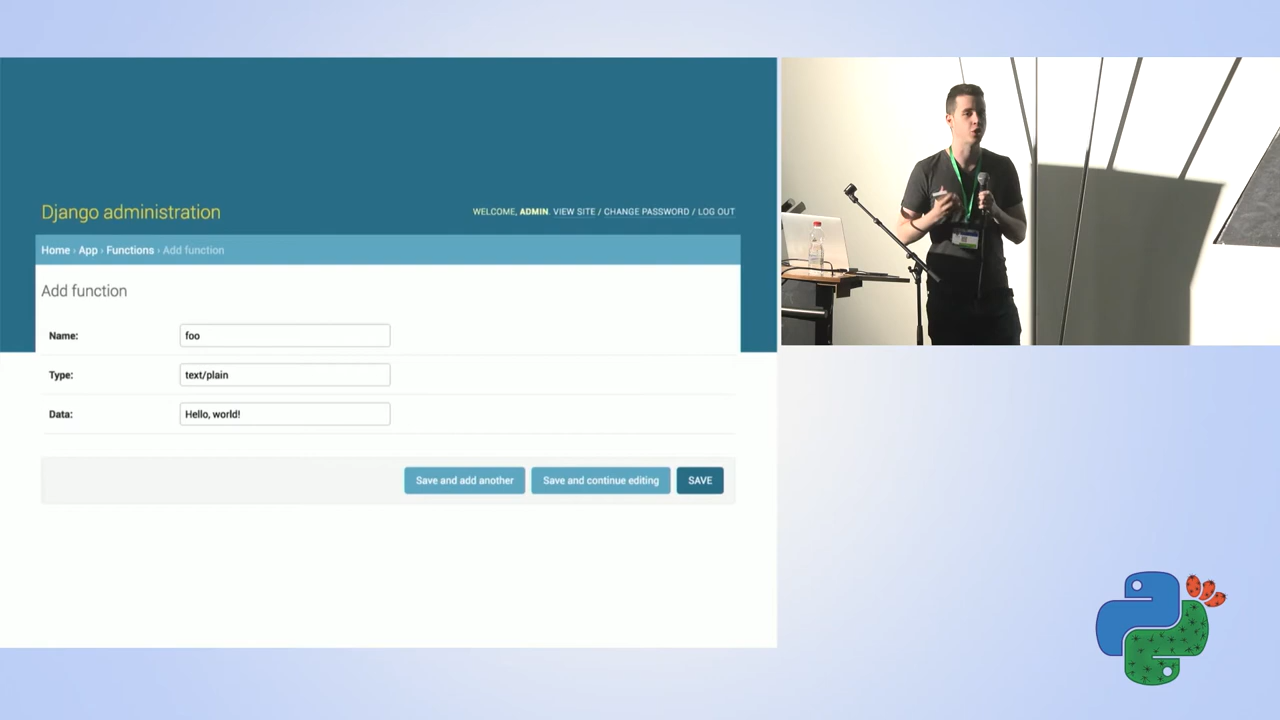 Django administration
WELCOME, ADMIN. VIEW SITE / CHANGE PASSWORD / LOG OUT
Home › App › Functions › Add function
Add function
Name: foo
Type: text/plain
Data: Hello, world!
Save and add another Save and continue editing SAVE